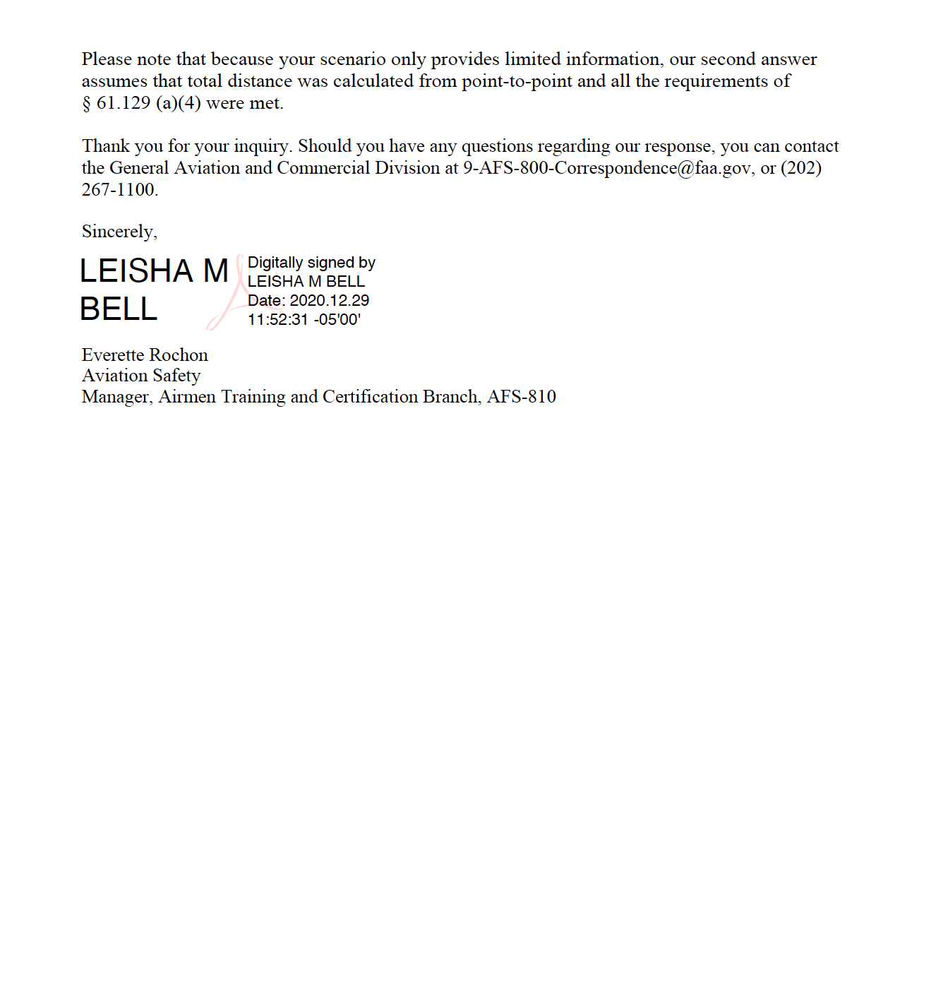 Please note that because your scenario only provides limited information, our second answer
assumes that total distance was calculated from point-to-point and all the requirements of
§ 61.129 (a)(4) were met.
Thank you for your inquiry. Should you have any questions regarding our response, you can contact
the General Aviation and Commercial Division at 9-AFS-800-Correspondence@faa.gov, or (202)
267-1100.
Sincerely,
LEISHA M
BELL
Digitally signed by
LEISHA M BELL
Date: 2020.12.29
11:52:31 -05'00'
Everette Rochon
Aviation Safety
Manager, Airmen Training and Certification Branch, AFS-810